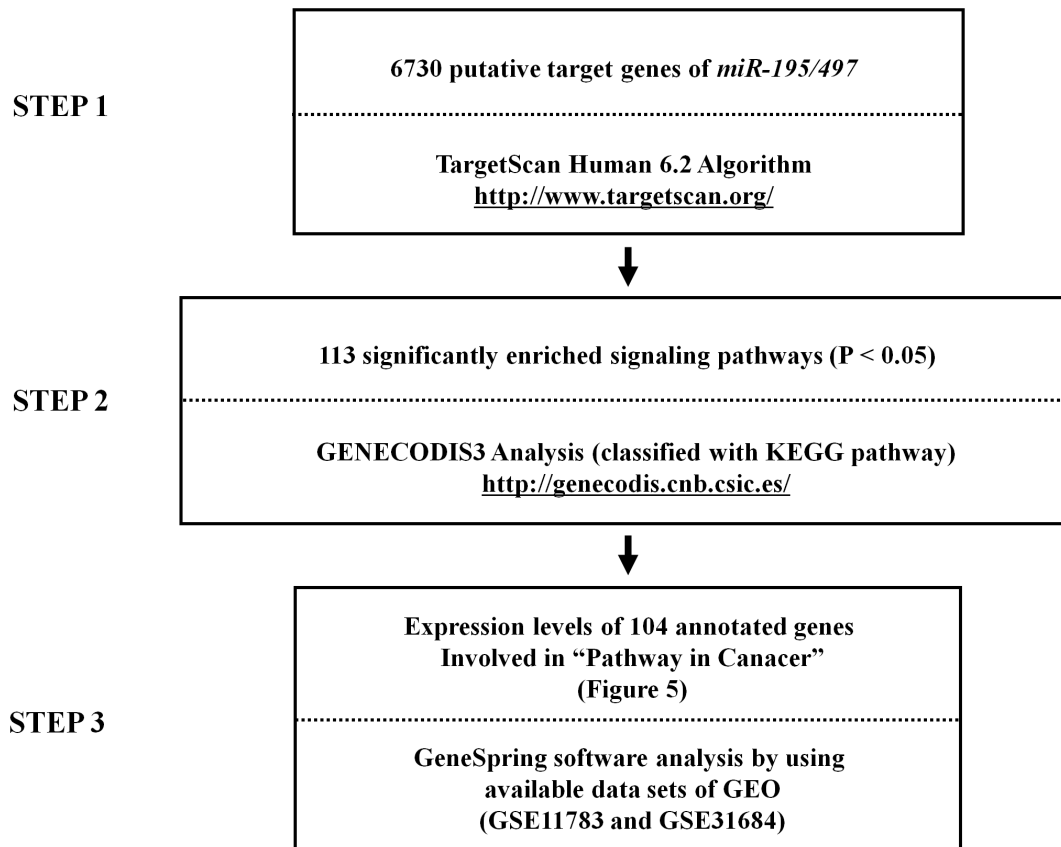 STEP 1
6730 putative target genes of miR-195/497
TargetScan Human 6.2 Algorithm
http://www.targetscan.org/
STEP 2
113 significantly enriched signaling pathways (P < 0.05)
GENECODIS3 Analysis (classified with KEGG pathway)
http://genecodis.cnb.csic.es/
STEP 3
Expression levels of 104 annotated genes
Involved in “Pathway in Canacer”
(Figure 5)
GeneSpring software analysis by using
available data sets of GEO
(GSE11783 and GSE31684)